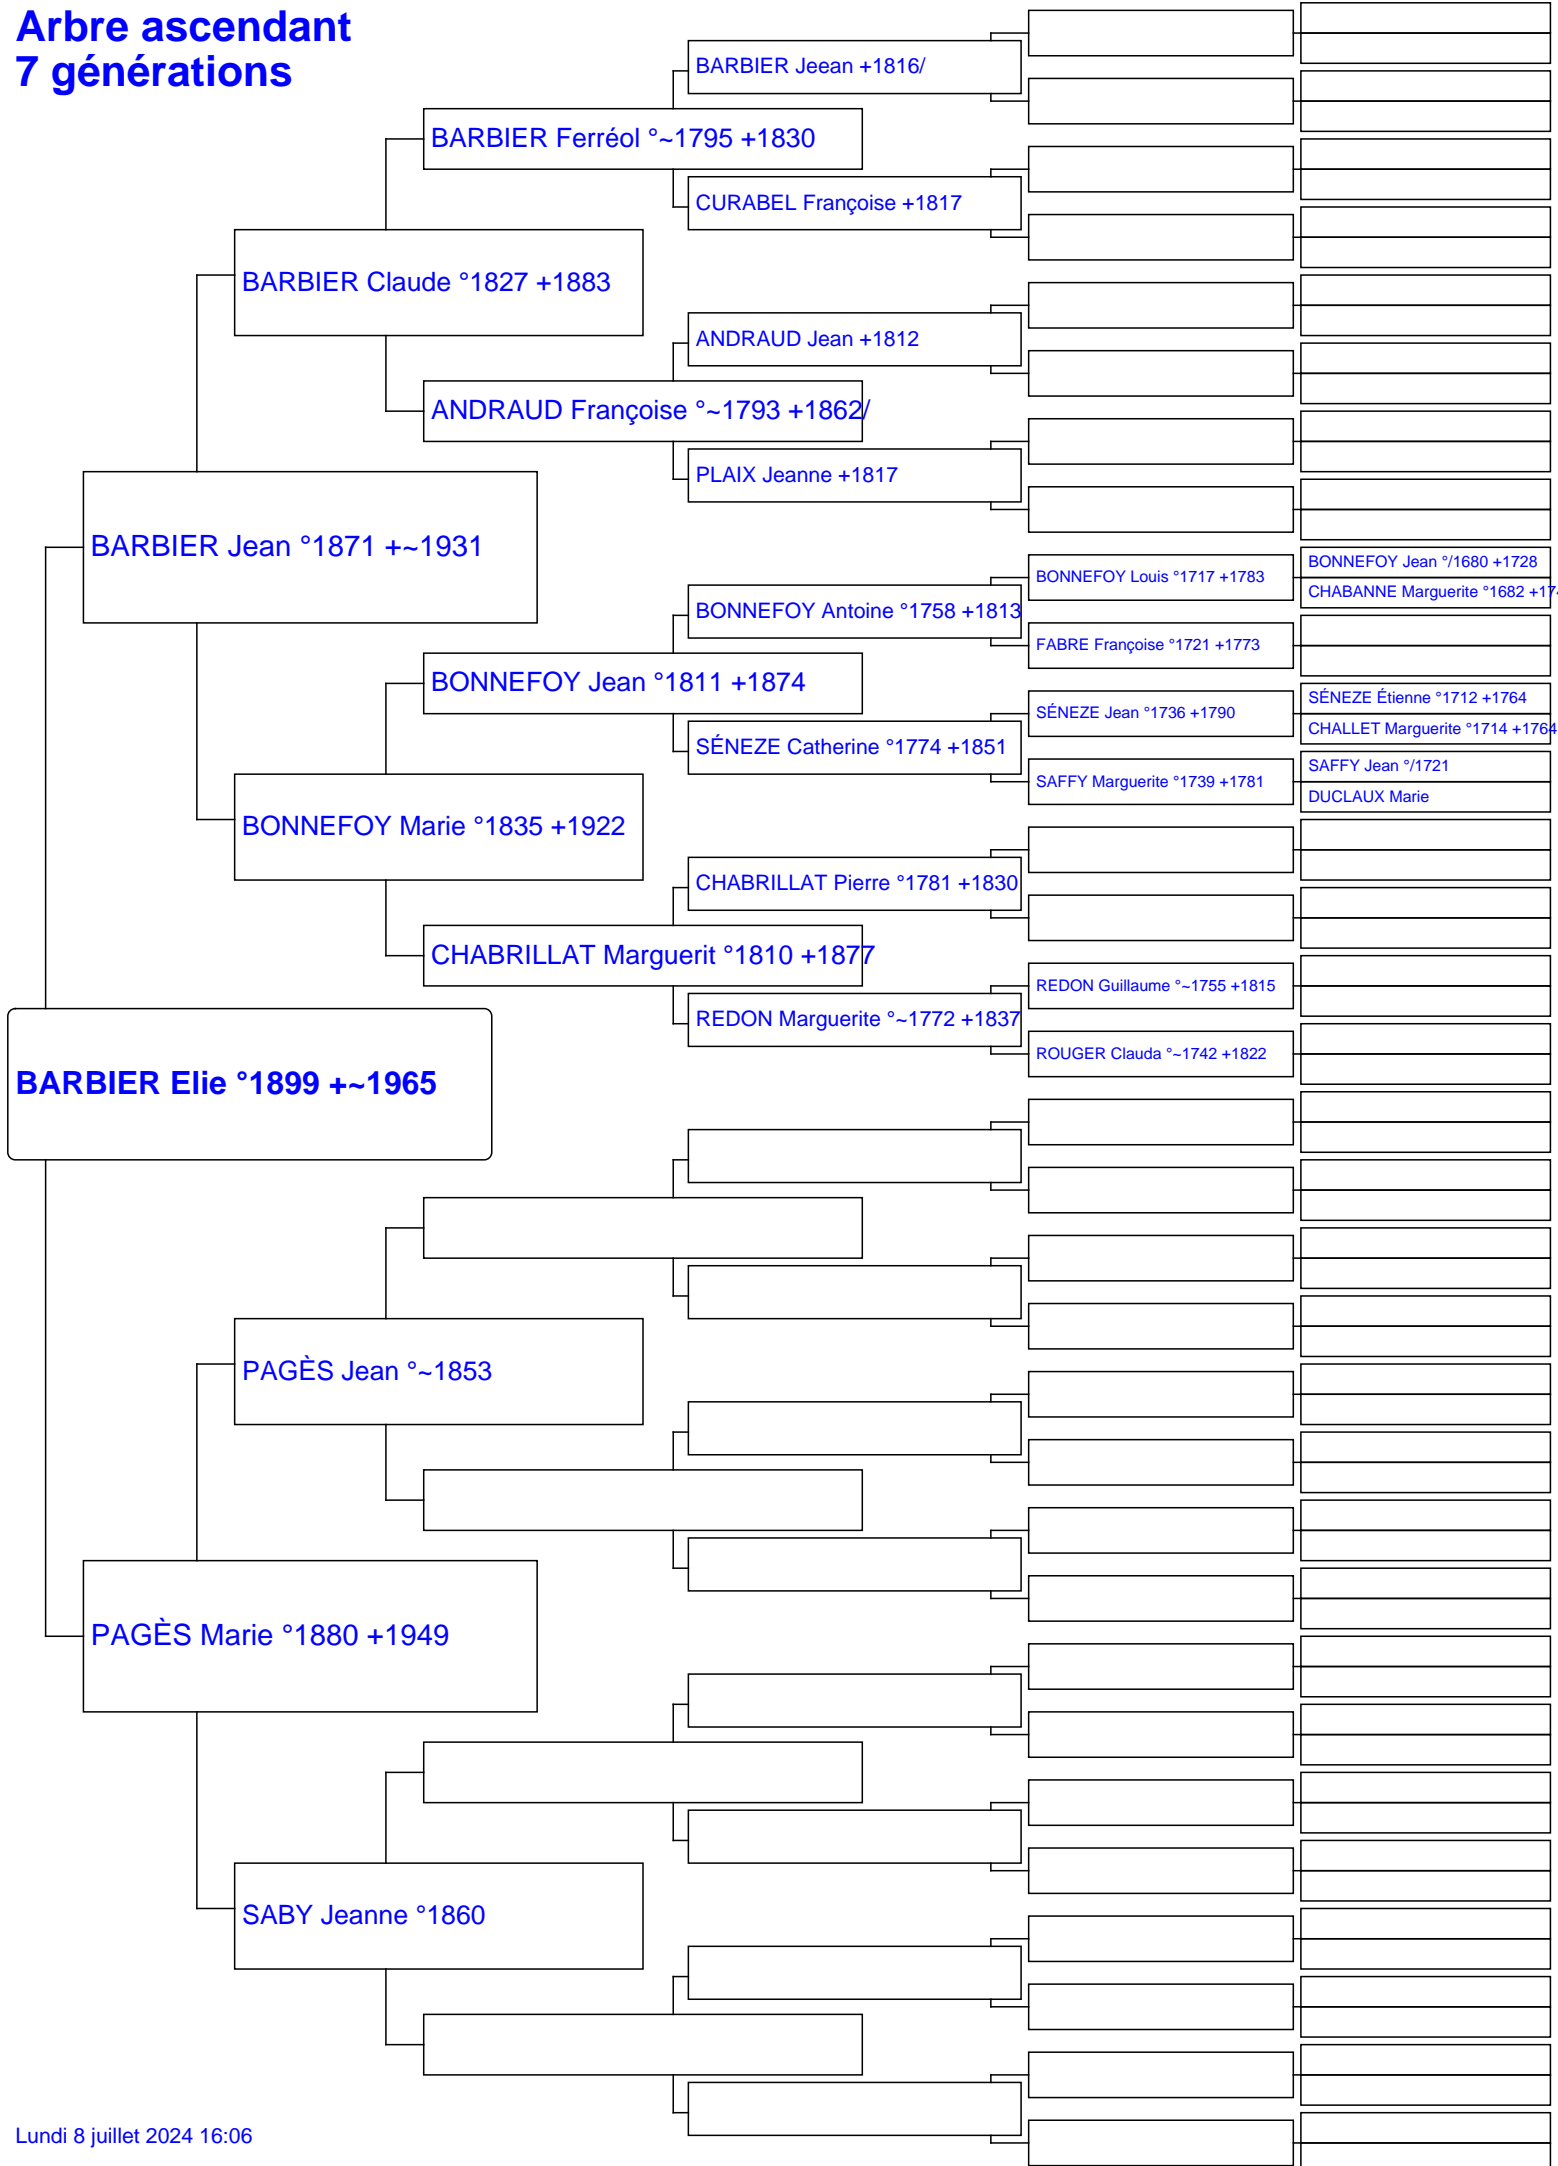 Arbre ascendant
7 générations
BARBIER Jeean +1816/
BARBIER Ferréol °~1795 +1830
CURABEL Françoise +1817
BARBIER Claude °1827 +1883
ANDRAUD Jean +1812
ANDRAUD Françoise °~1793 +1862/
PLAIX Jeanne +1817
BARBIER Jean °1871 +~1931
BONNEFOY Jean °/1680 +1728
BONNEFOY Louis °1717 +1783
CHABANNE Marguerite °1682 +174
BONNEFOY Antoine °1758 +1813
FABRE Françoise °1721 +1773
BONNEFOY Jean °1811 +1874
SÉNEZE Étienne °1712 +1764
SÉNEZE Jean °1736 +1790
CHALLET Marguerite °1714 +1764
SÉNEZE Catherine °1774 +1851
SAFFY Jean °/1721
SAFFY Marguerite °1739 +1781
DUCLAUX Marie
BONNEFOY Marie °1835 +1922
CHABRILLAT Pierre °1781 +1830
CHABRILLAT Marguerit °1810 +1877
REDON Guillaume °~1755 +1815
REDON Marguerite °~1772 +1837
ROUGER Clauda °~1742 +1822
BARBIER Elie °1899 +~1965
PAGÈS Jean °~1853
PAGÈS Marie °1880 +1949
SABY Jeanne °1860
Lundi 8 juillet 2024 16:06